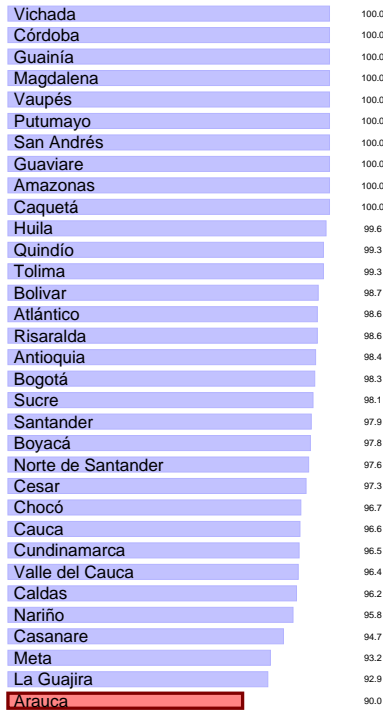 Vichada 100.0
Córdoba 100.0
Guainía 100.0
Magdalena 100.0
Vaupés 100.0
Putumayo 100.0
San Andrés 100.0
Guaviare 100.0
Amazonas 100.0
Caquetá 100.0
Huila 99.6
Quindío 99.3
Tolima 99.3
Bolivar 98.7
Atlántico 98.6
Risaralda 98.6
Antioquia 98.4
Bogotá 98.3
Sucre 98.1
Santander 97.9
Boyacá 97.8
Norte de Santander 97.6
Cesar 97.3
Chocó 96.7
Cauca 96.6
Cundinamarca 96.5
Valle del Cauca 96.4
Caldas 96.2
Nariño 95.8
Casanare 94.7
Meta 93.2
La Guajira 92.9
Arauca 90.0